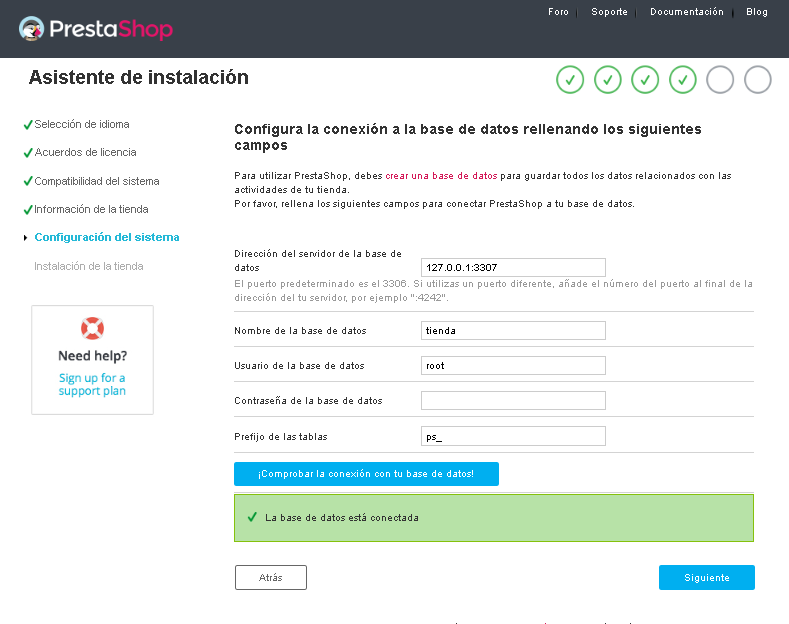 Foro
Soporte
Documentación
Blog
PrestaShop
Asistente de instalación
Selección de idioma
Acuerdos de licencia
Compatibilidad del sistema
Información de la tienda
Configuración del sistema
Instalación de la tienda
Need help?
Sign up for a
support plan
Configura la conexión a la base de datos rellenando los siguientes
campos
Para utilizar PrestaShop, debes crear una base de datos para guardar todos los datos relacionados con las
actividades de tu tienda.
Por favor, rellena los siguientes campos para conectar PrestaShop a tu base de datos.
Dirección del servidor de la base de
datos
127.0.0.1:3307
El puerto predeterminado es el 3306. Si utilizas un puerto diferente, añade el número del puerto al final de la
dirección del tu servidor, por ejemplo ":4242".
Nombre de la base de datos
tienda
Usuario de la base de datos
root
Contraseña de la base de datos
Prefijo de las tablas
ps_
¡Comprobar la conexión con tu base de datos!
La base de datos está conectada
Atrás
Siguiente